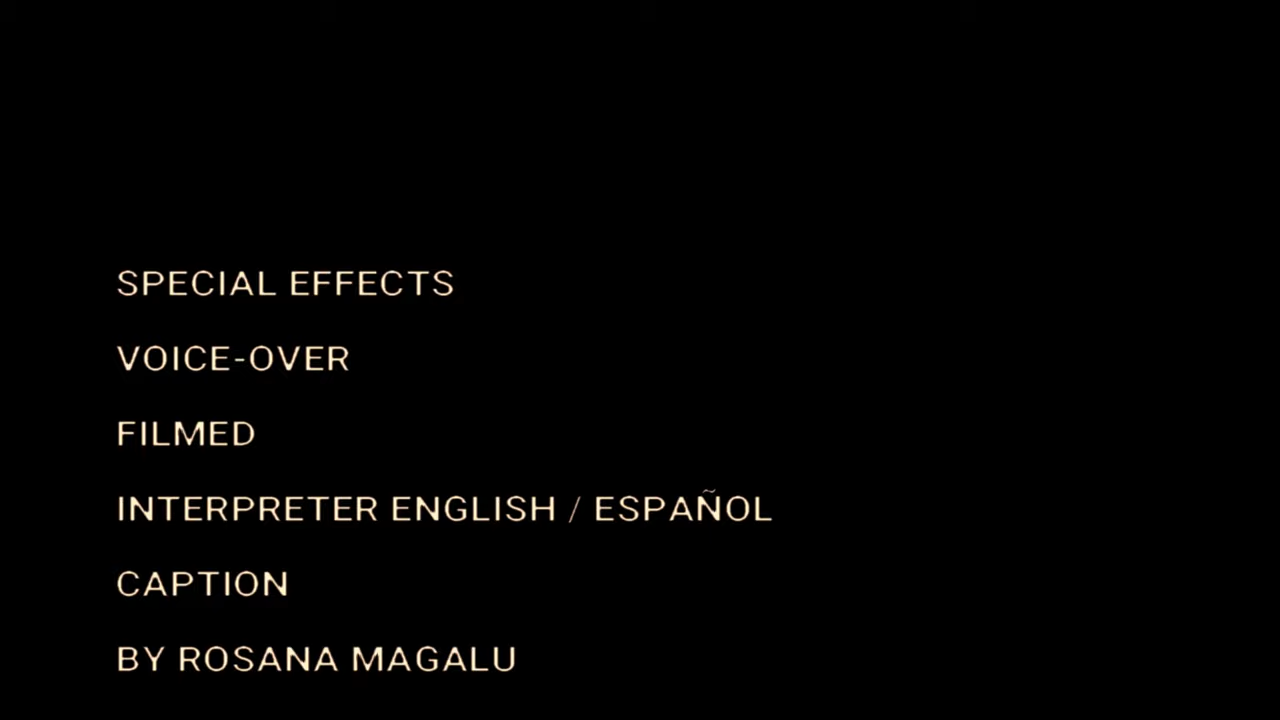 SPECIAL EFFECTS
VOICE-OVER
FILMED
INTERPRETER ENGLISH / ESPAÑOL
CAPTION
BY ROSANA MAGALU